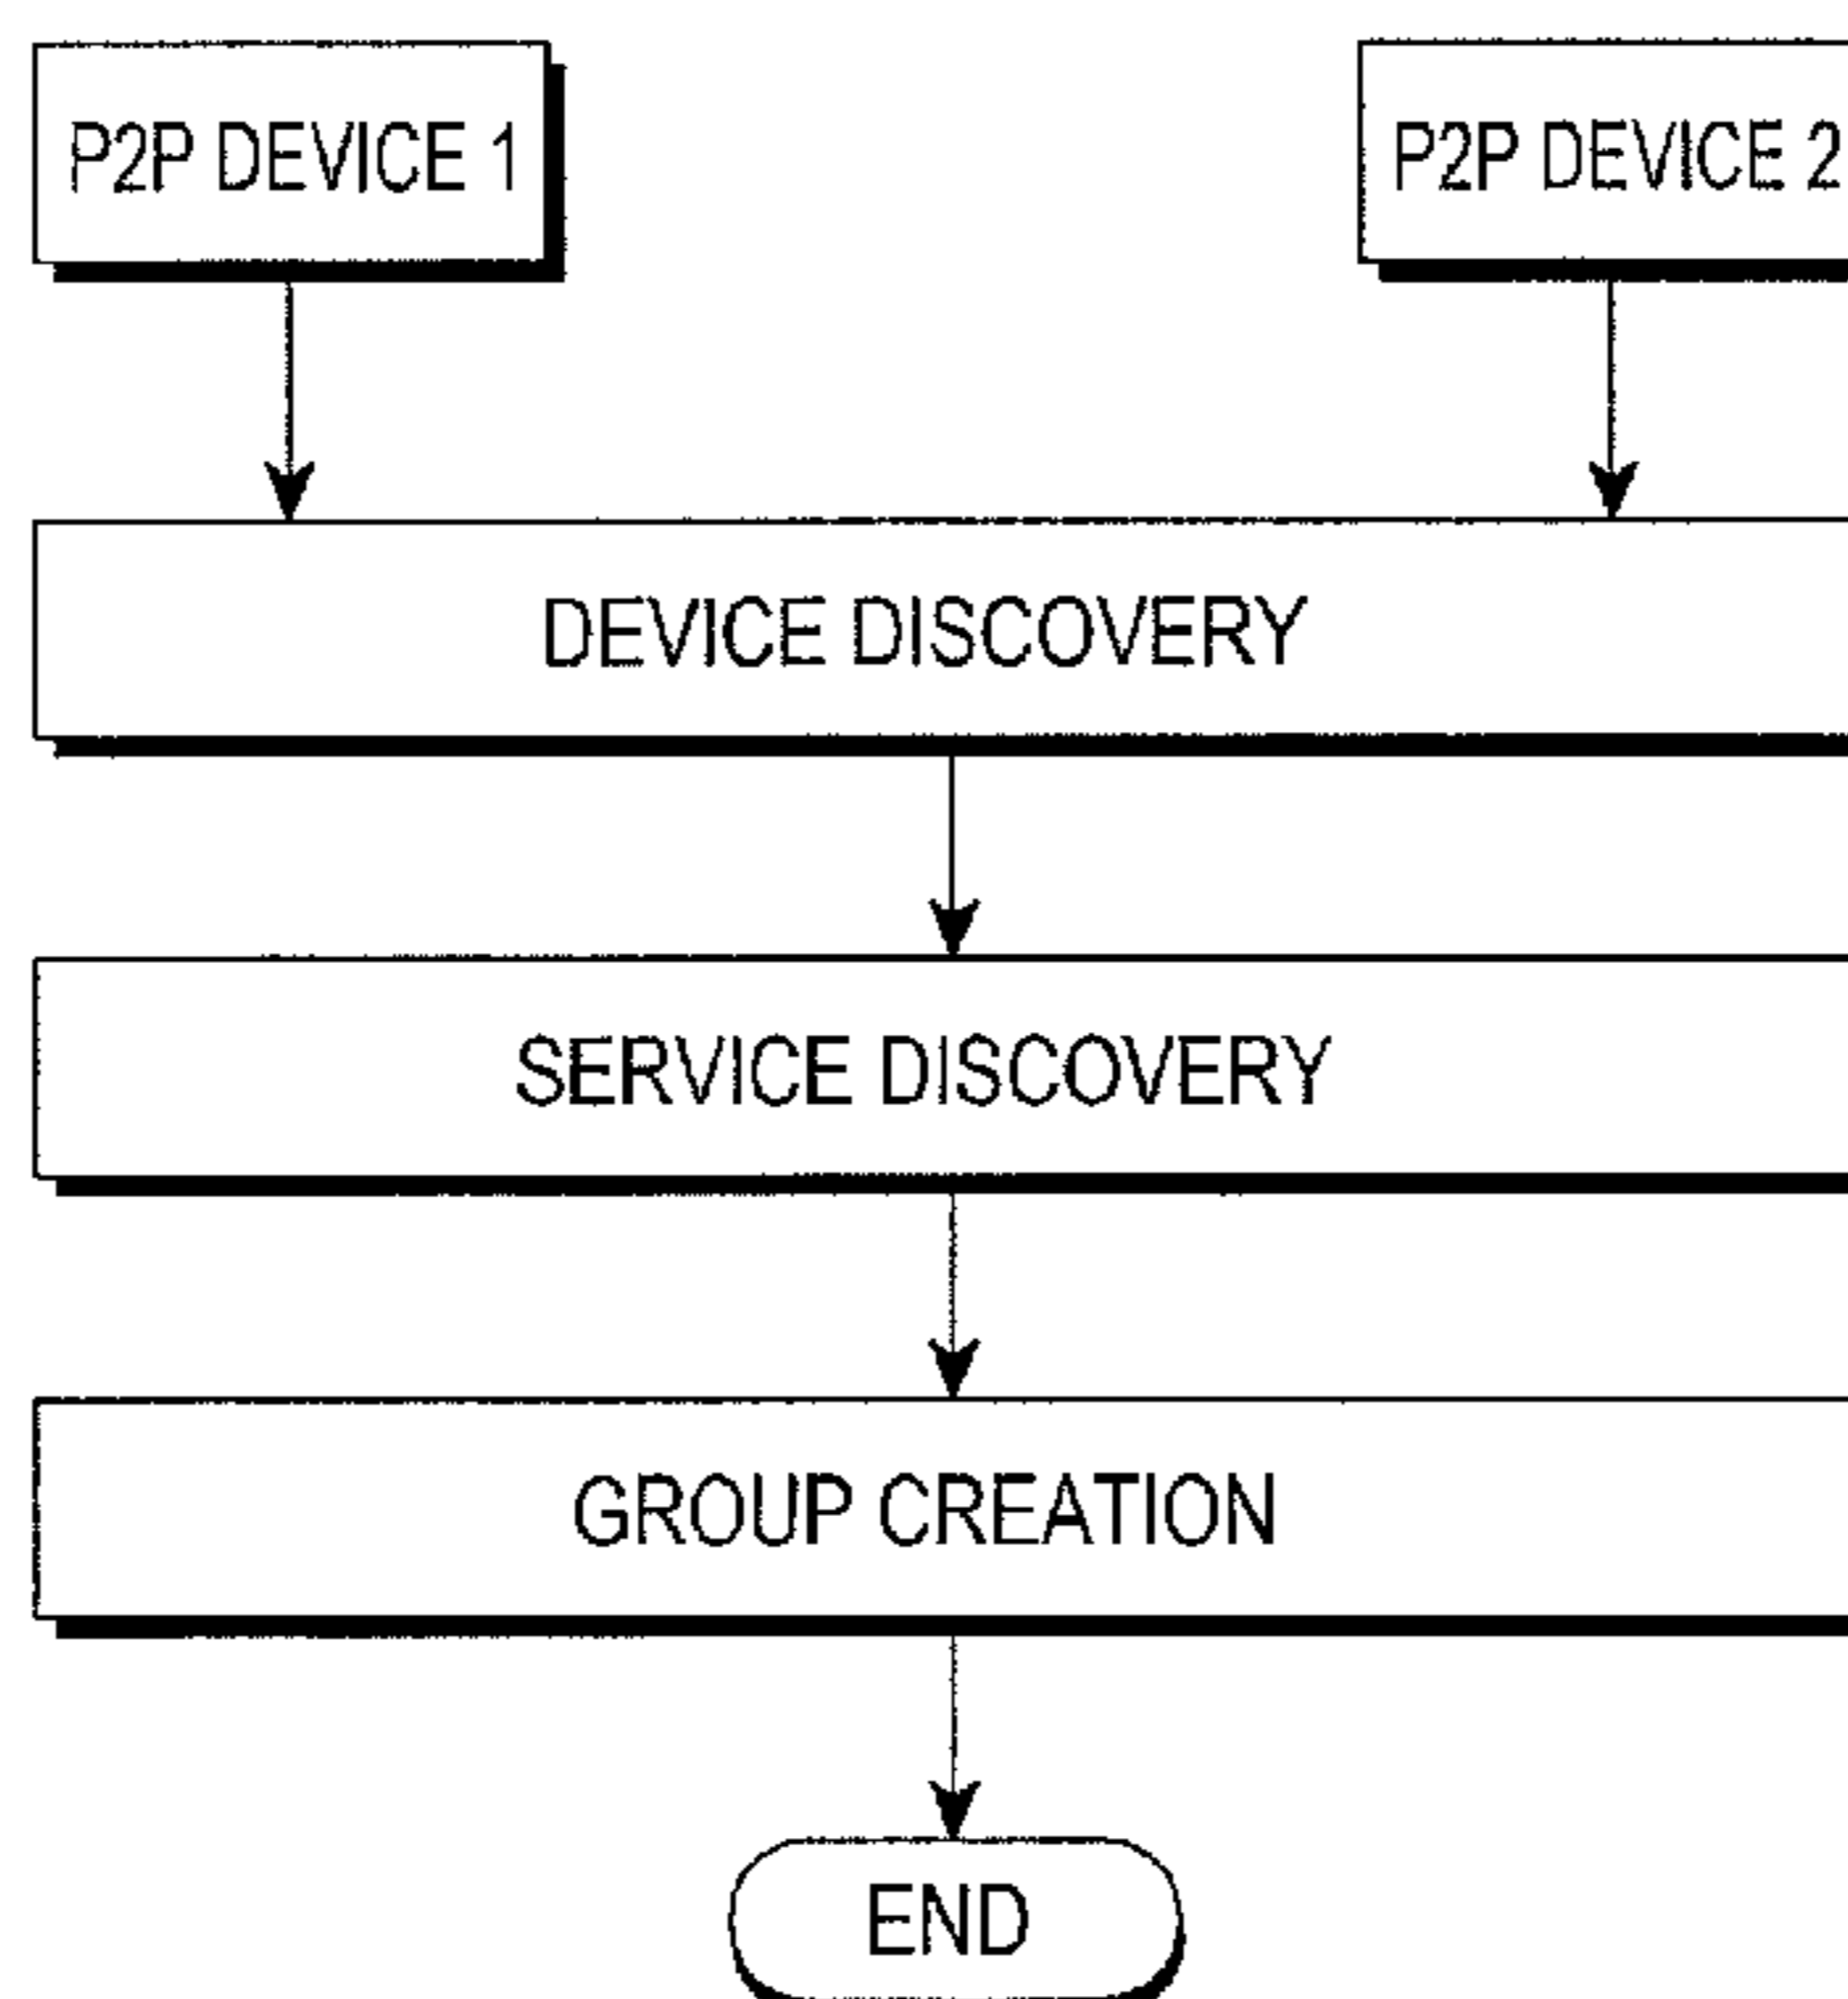 P2P DEVICE 1
P2P DEVICE 2
DEVICE DISCOVERY
SERVICE DISCOVERY
GROUP CREATION
END